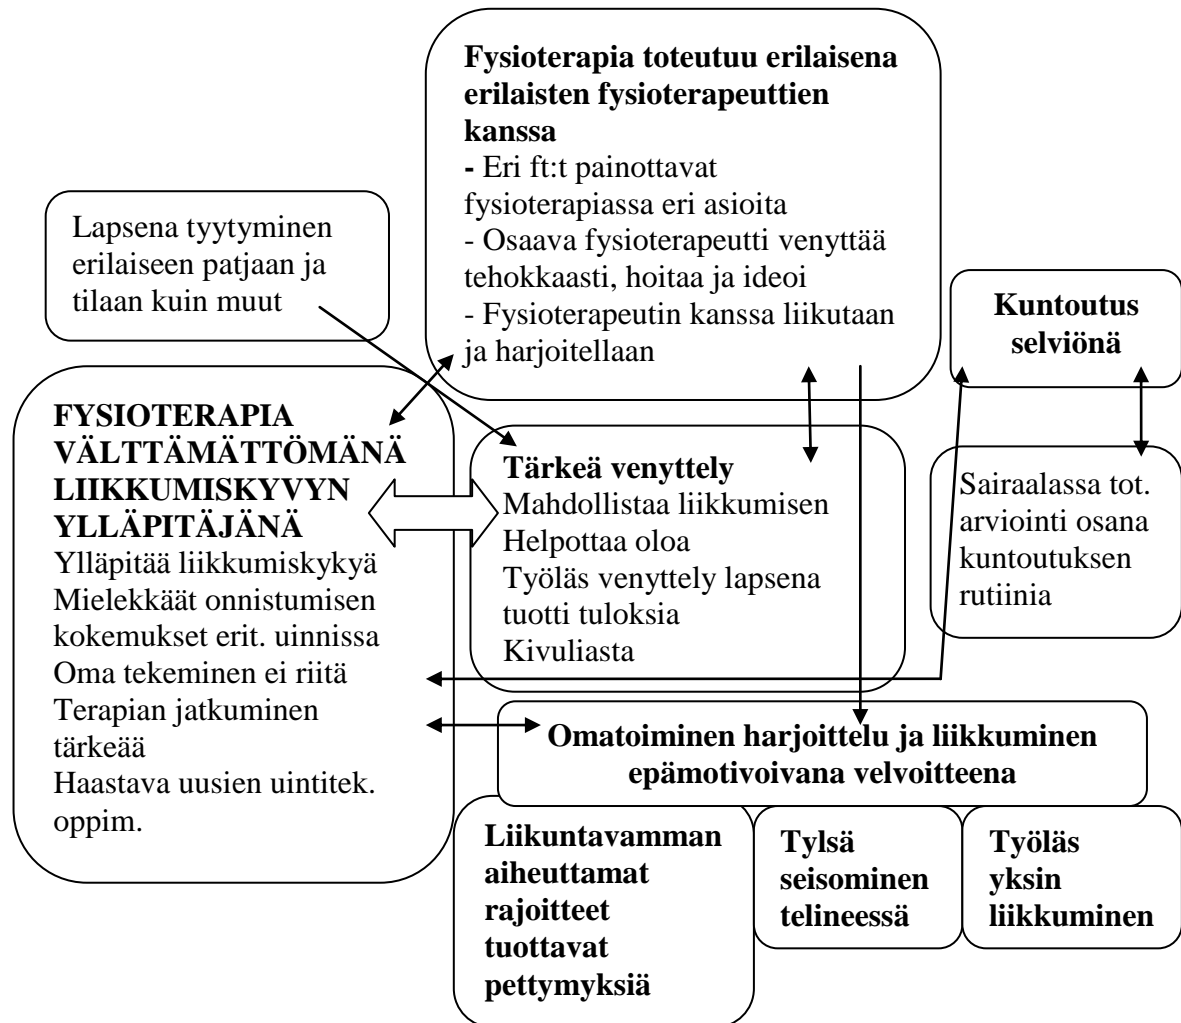 Fysioterapia toteutuu erilaisena
erilaisten fysioterapeuttien
kanssa
- Eri ft:t painottavat
fysioterapiassa eri asioita
- Osaava fysioterapeutti venyttää
tehokkaasti, hoitaa ja ideoi
- Fysioterapeutin kanssa liikutaan
ja harjoitellaan
Lapsena tyytyminen
erilaiseen patjaan ja
tilaan kuin muut
Kuntoutus
selviönä
FYSIOTERAPIA
VÄLTTÄMÄTTÖMÄNÄ
LIIKKUMISKYVYN
YLLÄPITÄJÄNÄ
Ylläpitää liikkumiskykyä
Mielekkäät onnistumisen
kokemukset erit. uinnissa
Oma tekeminen ei riitä
Terapian jatkuminen
tärkeää
Haastava uusien uintitek.
oppim.
Tärkeä venyttely
Mahdollistaa liikkumisen
Helpottaa oloa
Työläs venyttely lapsena
tuotti tuloksia
Kivuliasta
Sairaalassa tot.
arviointi osana
kuntoutuksen
rutiinia
Omatoiminen harjoittelu ja liikkuminen
epämotivoivana velvoitteena
Liikuntavamman
aiheuttamat
rajoitteet
tuottavat
pettymyksiä
Tylsä
seisominen
telineessä
Työläs
yksin
liikkuminen